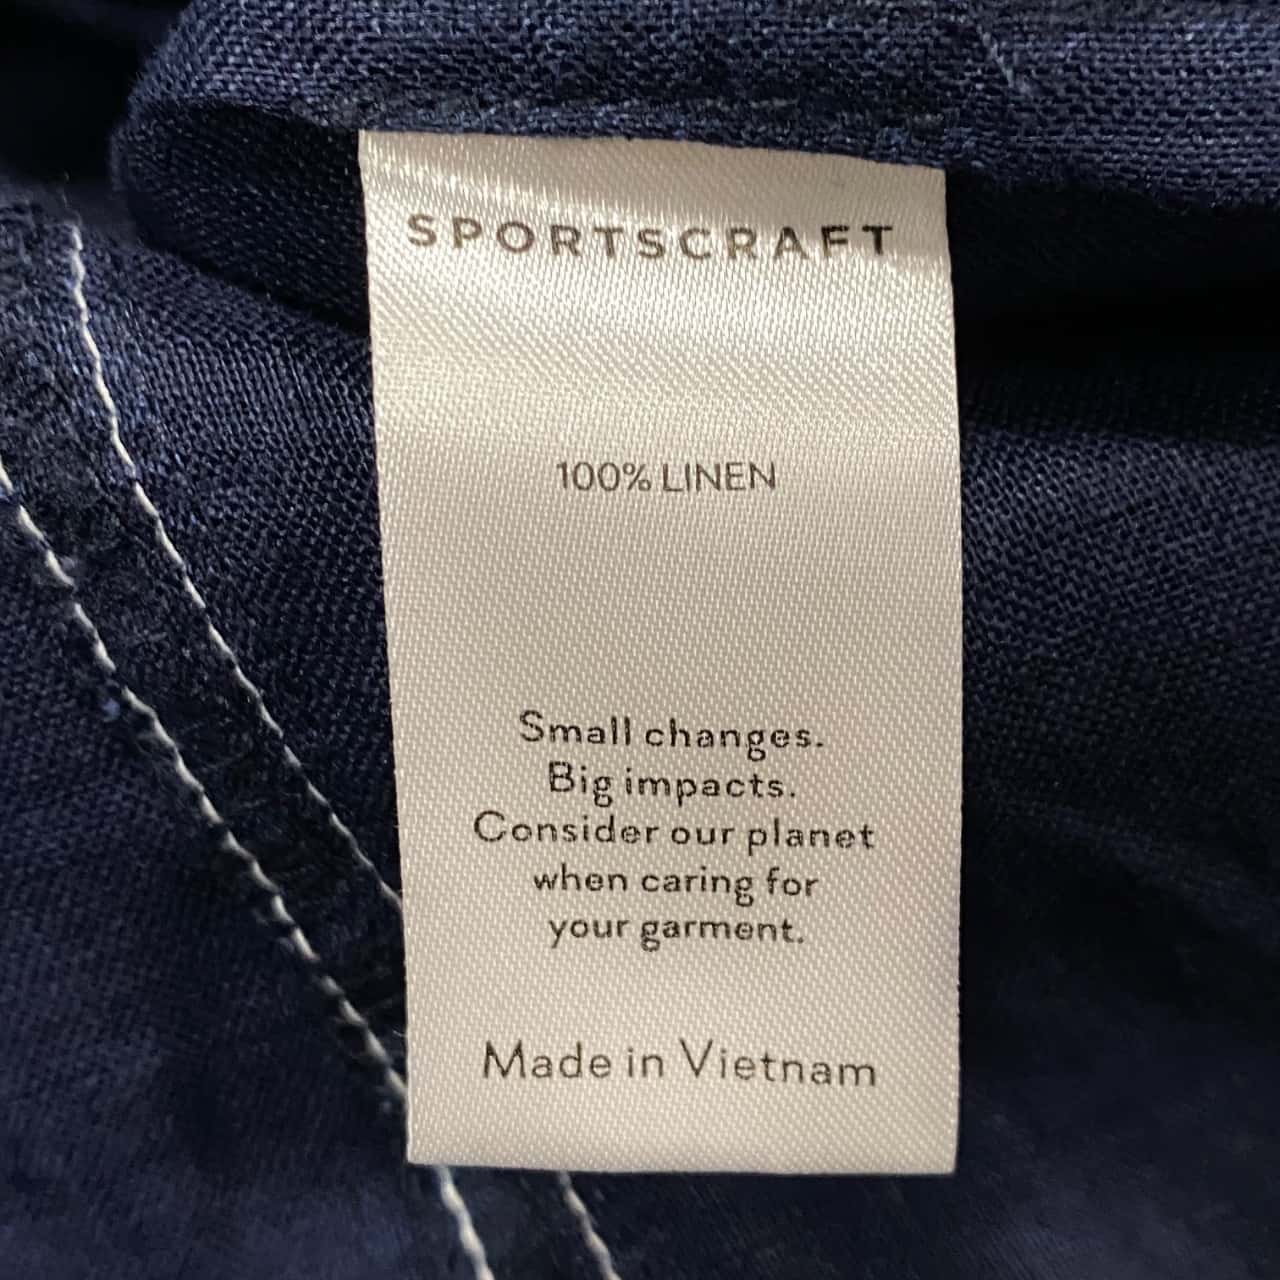 SPORTSCRAFT
100% LINEN
Small changes.
Big impacts.
Consider our planet
when caring for
your garment.
Made in Vietnam